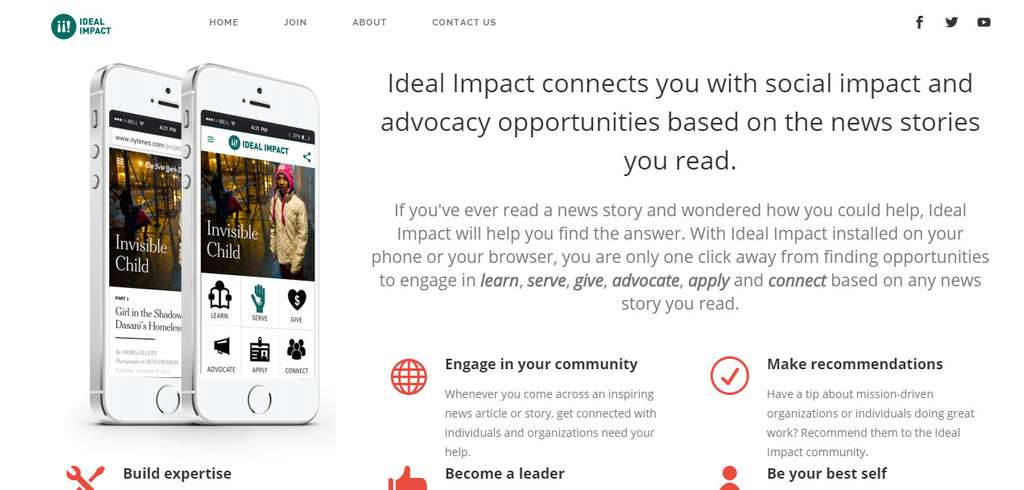 IDEAL
IMPACT
HOME
JOIN
ABOUT
CONTACT US
4:21 PM
www.nytimes.com/projec
The New York T
Invisible
Child
PART 1
Girl in the Shadow
Dasani's Homeless
By ANDREA ELLIOTT
Photographs by RUTH FREMSON
4:21 PM
IDEAL IMPACT
Invisible
Child
LEARN
SERVE
GIVE
ADVOCATE
APPLY
CONNECT
Ideal Impact connects you with social impact and
advocacy opportunities based on the news stories
you read.
If you've ever read a news story and wondered how you could help, Ideal
Impact will help you find the answer. With Ideal Impact installed on your
phone or your browser, you are only one click away from finding opportunities
to engage in learn, serve, give, advocate, apply and connect based on any news
story you read.
Engage in your community
Whenever you come across an inspiring
news article or story, get connected with
individuals and organizations need your
help.
Make recommendations
Have a tip about mission-driven
organizations or individuals doing great
work? Recommend them to the Ideal
Impact community.
Build expertise
Become a leader
Be your best self